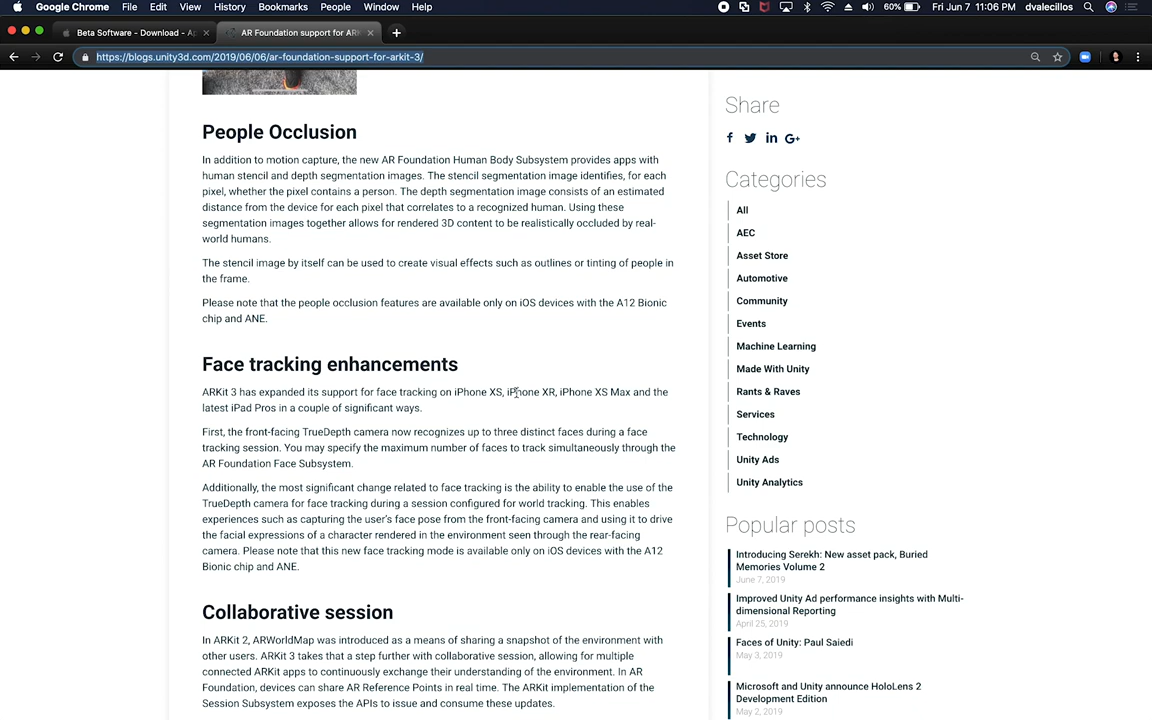 Google Chrome File Edit View History Bookmarks People Window Help 60% Fri Jun 7 11:06 PM dvalecillos
Beta Software - Download - Ap
AR Foundation support for ARK
https://blogs.unity3d.com/2019/06/06/ar-foundation-support-for-arkit-3/
People Occlusion
In addition to motion capture, the new AR Foundation Human Body Subsystem provides apps with
human stencil and depth segmentation images. The stencil segmentation image identifies, for each
pixel, whether the pixel contains a person. The depth segmentation image consists of an estimated
distance from the device for each pixel that correlates to a recognized human. Using these
segmentation images together allows for rendered 3D content to be realistically occluded by real-
world humans.
The stencil image by itself can be used to create visual effects such as outlines or tinting of people in
the frame.
Please note that the people occlusion features are available only on iOS devices with the A12 Bionic
chip and ANE.
Face tracking enhancements
ARKit 3 has expanded its support for face tracking on iPhone XS, iPhone XR, iPhone XS Max and the
latest iPad Pros in a couple of significant ways.
First, the front-facing TrueDepth camera now recognizes up to three distinct faces during a face
tracking session. You may specify the maximum number of faces to track simultaneously through the
AR Foundation Face Subsystem.
Additionally, the most significant change related to face tracking is the ability to enable the use of the
TrueDepth camera for face tracking during a session configured for world tracking. This enables
experiences such as capturing the user's face pose from the front-facing camera and using it to drive
the facial expressions of a character rendered in the environment seen through the rear-facing
camera. Please note that this new face tracking mode is available only on iOS devices with the A12
Bionic chip and ANE.
Collaborative session
In ARKit 2, ARWorldMap was introduced as a means of sharing a snapshot of the environment with
other users. ARKit 3 takes that a step further with collaborative session, allowing for multiple
connected ARKit apps to continuously exchange their understanding of the environment. In AR
Foundation, devices can share AR Reference Points in real time. The ARKit implementation of the
Session Subsystem exposes the APIs to issue and consume these updates.
Share
f in G+
Categories
All
AEC
Asset Store
Automotive
Community
Events
Machine Learning
Made With Unity
Rants & Raves
Services
Technology
Unity Ads
Unity Analytics
Popular posts
Introducing Serekh: New asset pack, Buried
Memories Volume 2
June 7, 2019
Improved Unity Ad performance insights with Multi-
dimensional Reporting
April 25, 2019
Faces of Unity: Paul Saiedi
May 3, 2019
Microsoft and Unity announce HoloLens 2
Development Edition
May 2, 2019